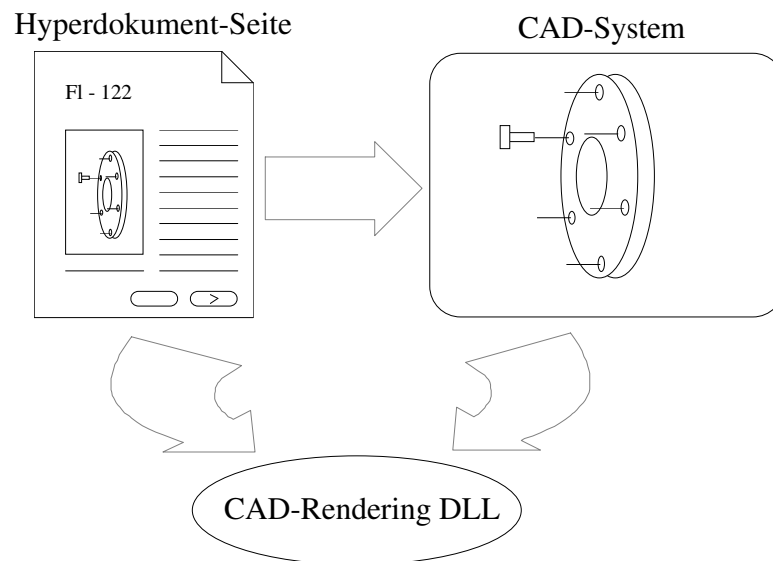 Hyperdokument-Seite
CAD-System
Fl - 122
>
CAD-Rendering DLL